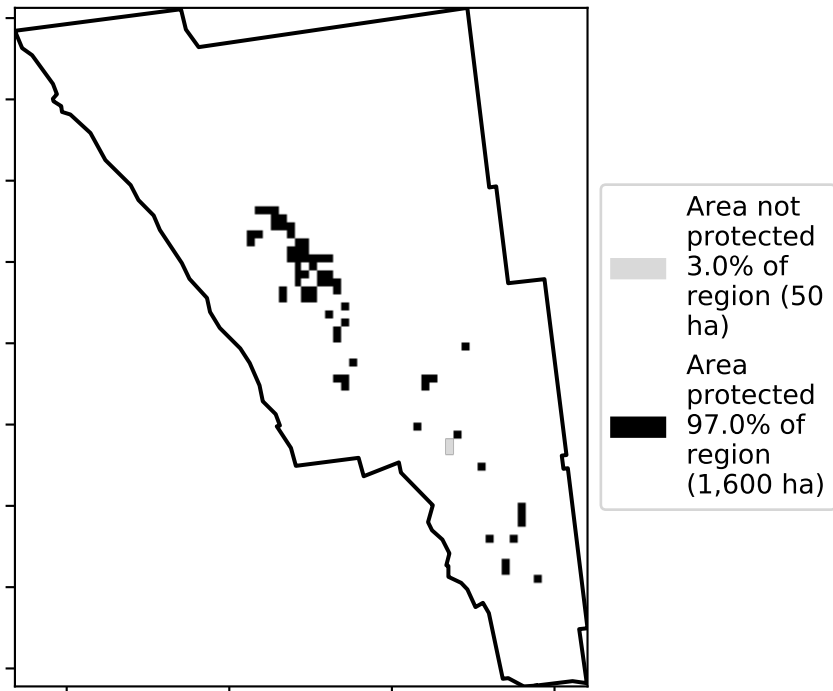 Area not
protected
3.0% of
region (50
ha)
Area
protected
97.0% of
region
(1,600 ha)